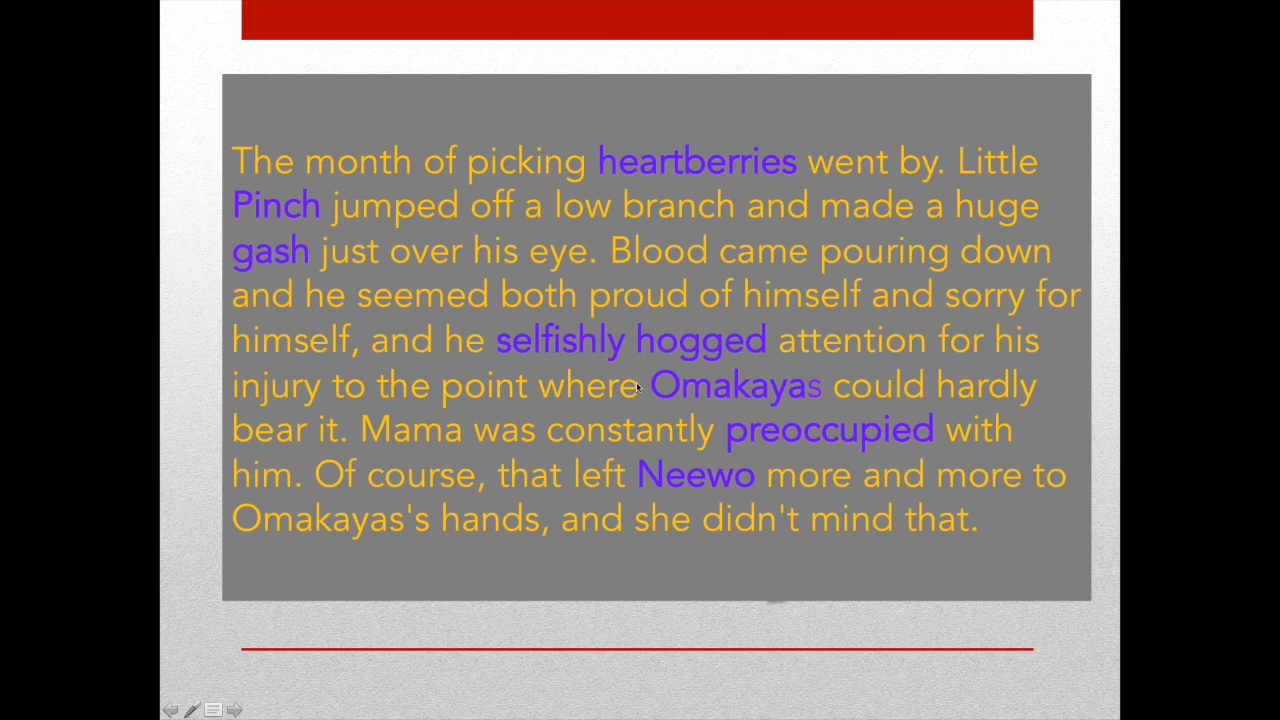 The month of picking heartberries went by. Little
Pinch jumped off a low branch and made a huge
gash just over his eye. Blood came pouring down
and he seemed both proud of himself and sorry for
himself, and he selfishly hogged attention for his
injury to the point where Omakayas could hardly
bear it. Mama was constantly preoccupied with
him. Of course, that left Neewo more and more to
Omakayas's hands, and she didn't mind that.